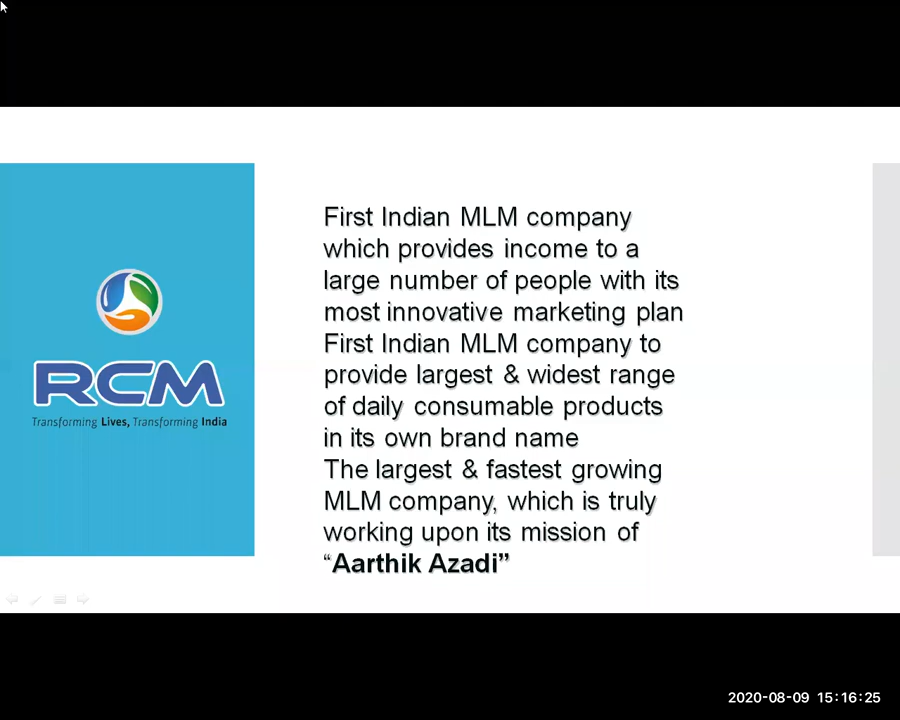 RCM
Transforming Lives, Transforming India
First Indian MLM company
which provides income to a
large number of people with its
most innovative marketing plan
First Indian MLM company to
provide largest & widest range
of daily consumable products
in its own brand name
The largest & fastest growing
MLM company, which is truly
working upon its mission of
“Aarthik Azadi”
2020-08-09 15:16:25